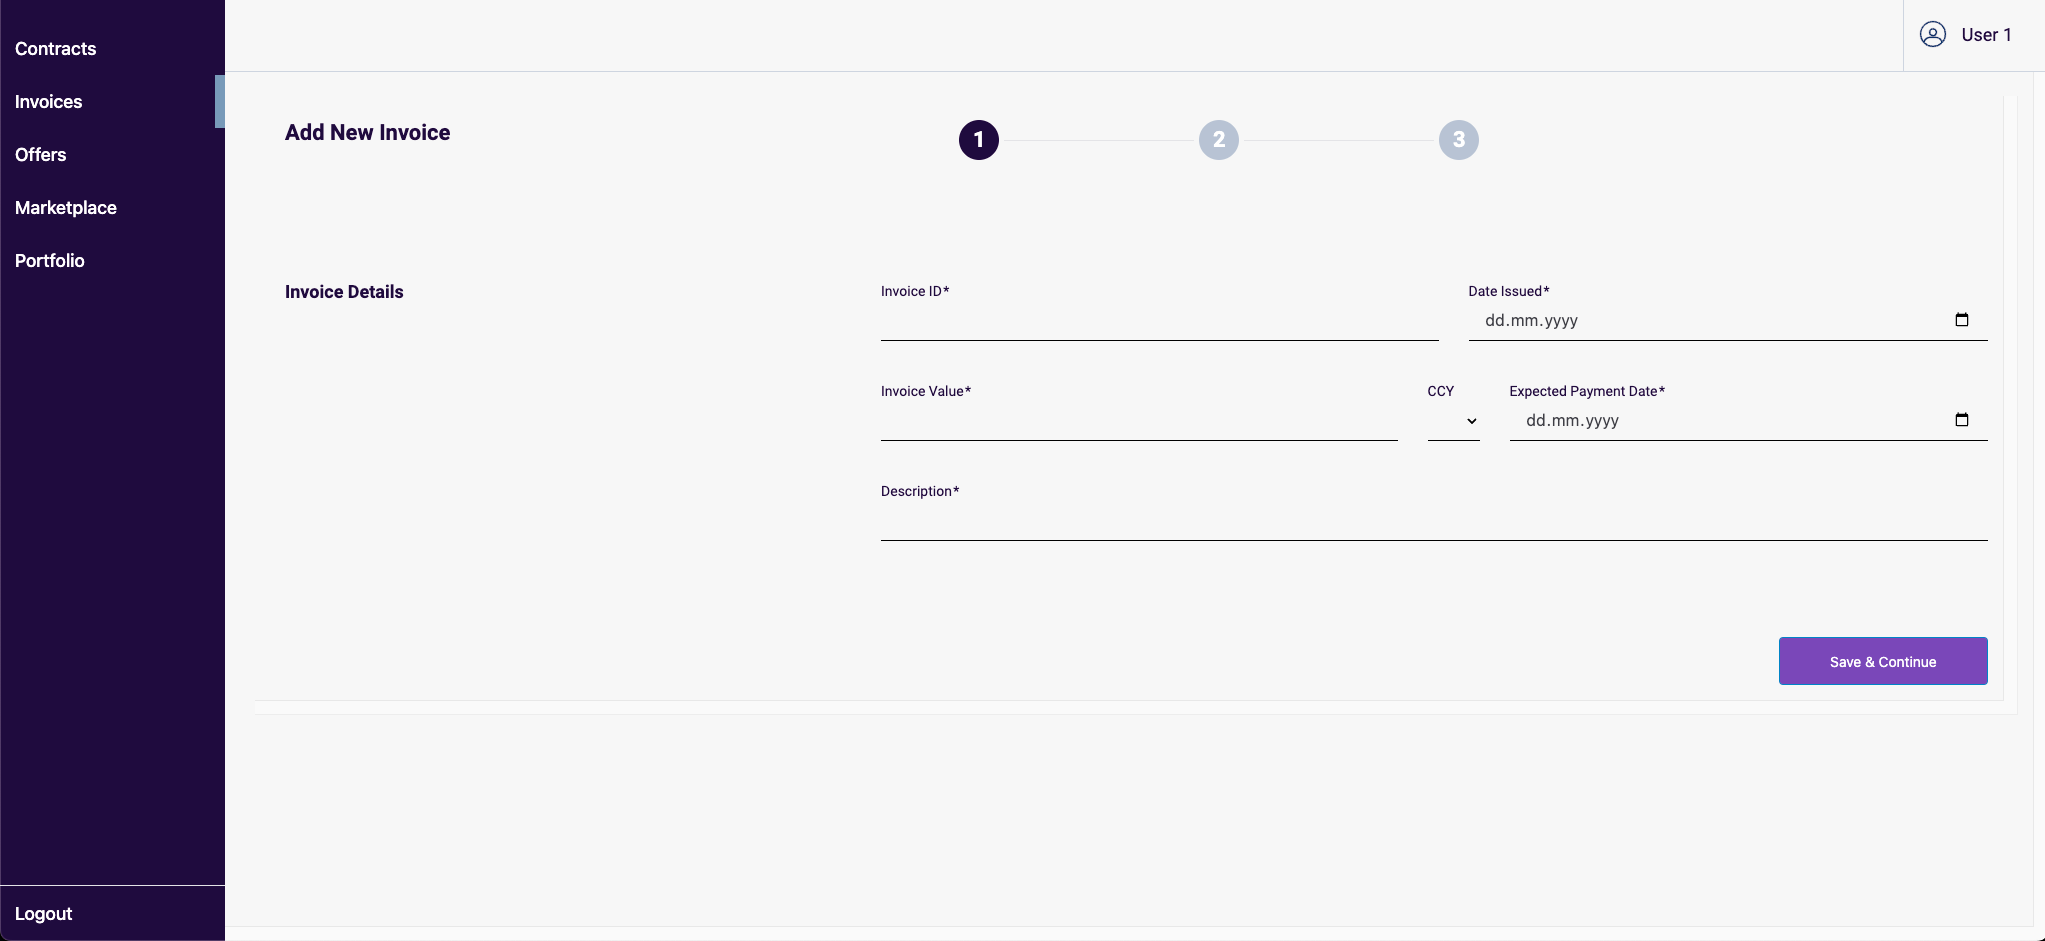 Contracts
Invoices
Offers
Marketplace
Portfolio
Logout
User 1
Add New Invoice
1 2 3
Invoice Details
Invoice ID* Date Issued*
dd.mm.yyyy
Invoice Value* CCY Expected Payment Date*
dd.mm.yyyy
Description*
Save & Continue